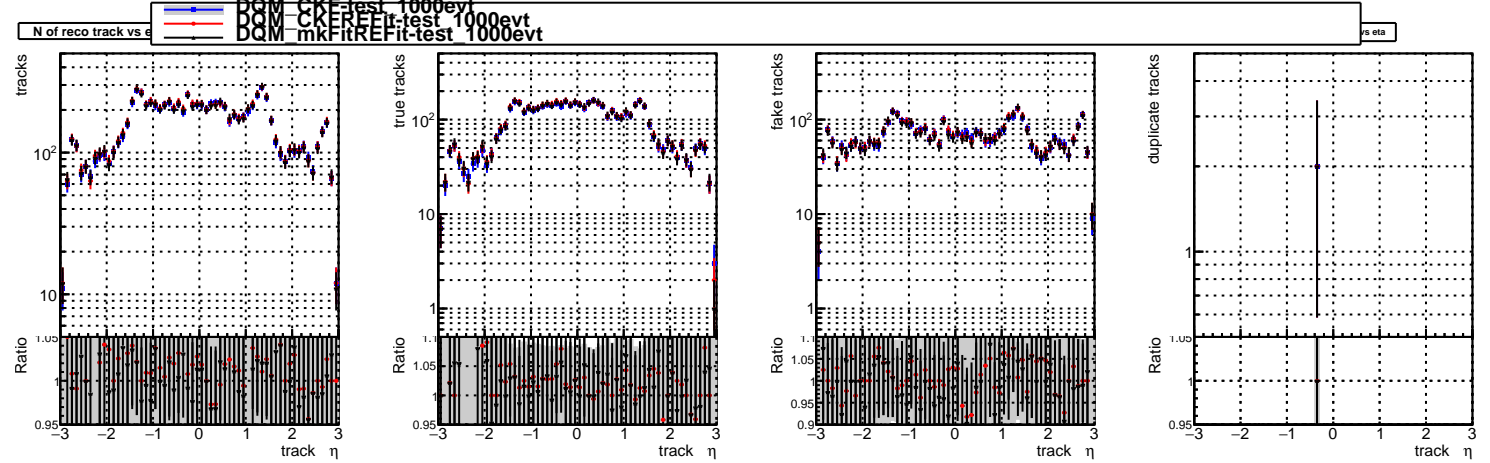 DQM_CKF-test_1000evt
DQM_CKFREFit-test_1000evt
DQM_mkFitREFit-test_1000evt
N of reco track vs e
vs eta
tracks
10²
10
Ratio
1.05
1
0.95
−3 −2 −1 0 1 2 3
track η
true tracks
10²
10
1
Ratio
1.1
1.05
1
0.95
−3 −2 −1 0 1 2 3
track η
fake tracks
10²
10
1
Ratio
1.1
1.05
1
0.95
0.9
−3 −2 −1 0 1 2 3
track η
duplicate tracks
1
Ratio
1.05
1
0.95
−3 −2 −1 0 1 2 3
track η